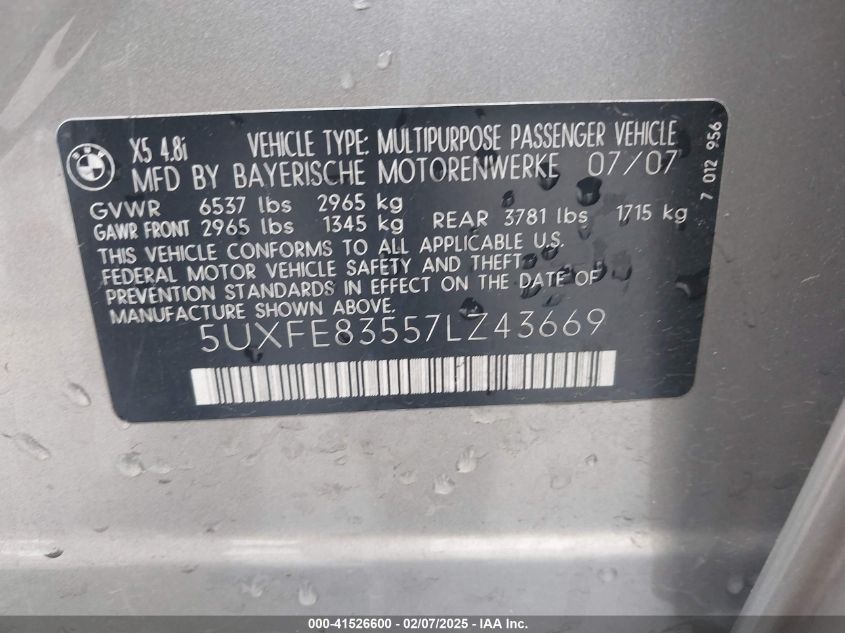 BMW
X5 4.8i VEHICLE TYPE: MULTIPURPOSE PASSENGER VEHICLE
MFD BY BAYERISCHE MOTORENWERKE 07/07
GVWR 6537 lbs 2965 kg
GAWR FRONT 2965 lbs 1345 kg REAR 3781 lbs 1715 kg
THIS VEHICLE CONFORMS TO ALL APPLICABLE U.S.
FEDERAL MOTOR VEHICLE SAFETY AND THEFT
PREVENTION STANDARDS IN EFFECT ON THE DATE OF
MANUFACTURE SHOWN ABOVE.
5UXFE83557LZ43669
7 012 956
000-41526600 - 02/07/2025 - IAA Inc.